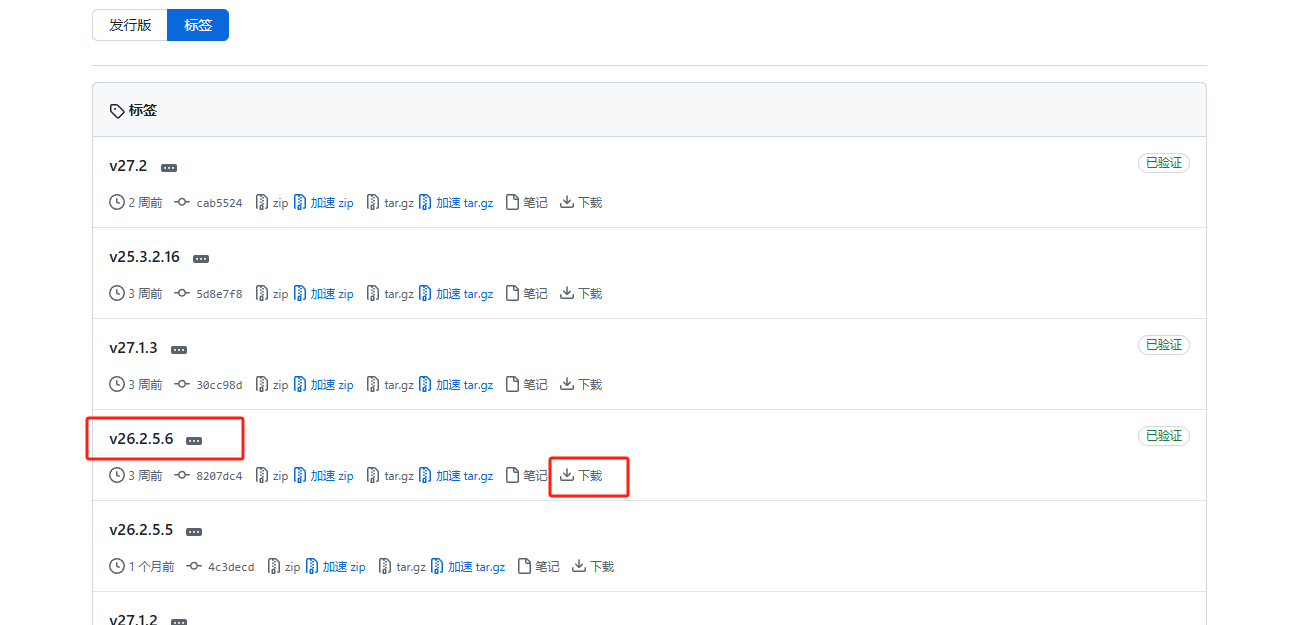 发行版 标签
标签
v27.2 已验证
2 周前 cab5524 zip 加速 zip tar.gz 加速 tar.gz 笔记 下载
v25.3.2.16
3 周前 5d8e7f8 zip 加速 zip tar.gz 加速 tar.gz 笔记 下载
v27.1.3 已验证
3 周前 30cc98d zip 加速 zip tar.gz 加速 tar.gz 笔记 下载
v26.2.5.6 已验证
3 周前 8207dc4 zip 加速 zip tar.gz 加速 tar.gz 笔记 下载
v26.2.5.5
1 个月前 4c3decd zip 加速 zip tar.gz 加速 tar.gz 笔记 下载
v27.1.2